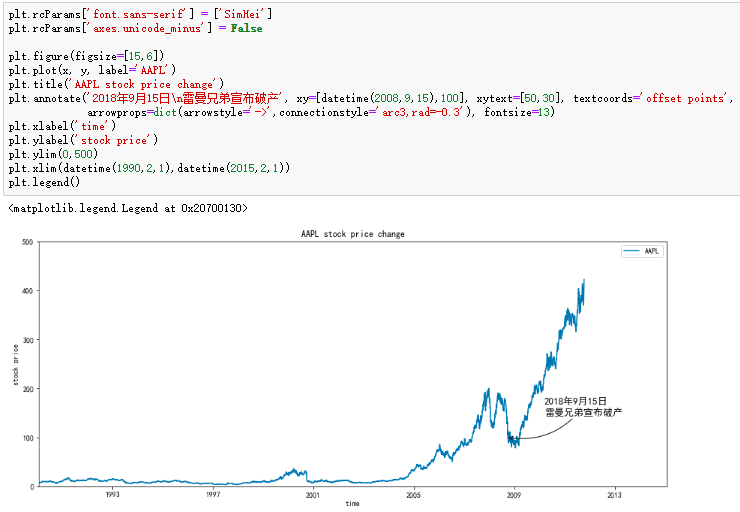 plt.rcParams['font.sans-serif'] = ['SimHei']
plt.rcParams['axes.unicode_minus'] = False
plt.figure(figsize=[15,6])
plt.plot(x, y, label='AAPL')
plt.title('AAPL stock price change')
plt.annotate('2018年9月15日\n雷曼兄弟宣布破产', xy=[datetime(2008,9,15),100], xytext=[50,30], textcoords='offset points',
arrowprops=dict(arrowstyle='->',connectionstyle='arc3,rad=-0.3'), fontsize=13)
plt.xlabel('time')
plt.ylabel('stock price')
plt.ylim(0,500)
plt.xlim(datetime(1990,2,1),datetime(2015,2,1))
plt.legend()
<matplotlib.legend.Legend at 0x20700130>
AAPL stock price change
500
AAPL
400
300
stock price
200
2018年9月15日
雷曼兄弟宣布破产
100
0
1993 1997 2001 2005 2009 2013
time